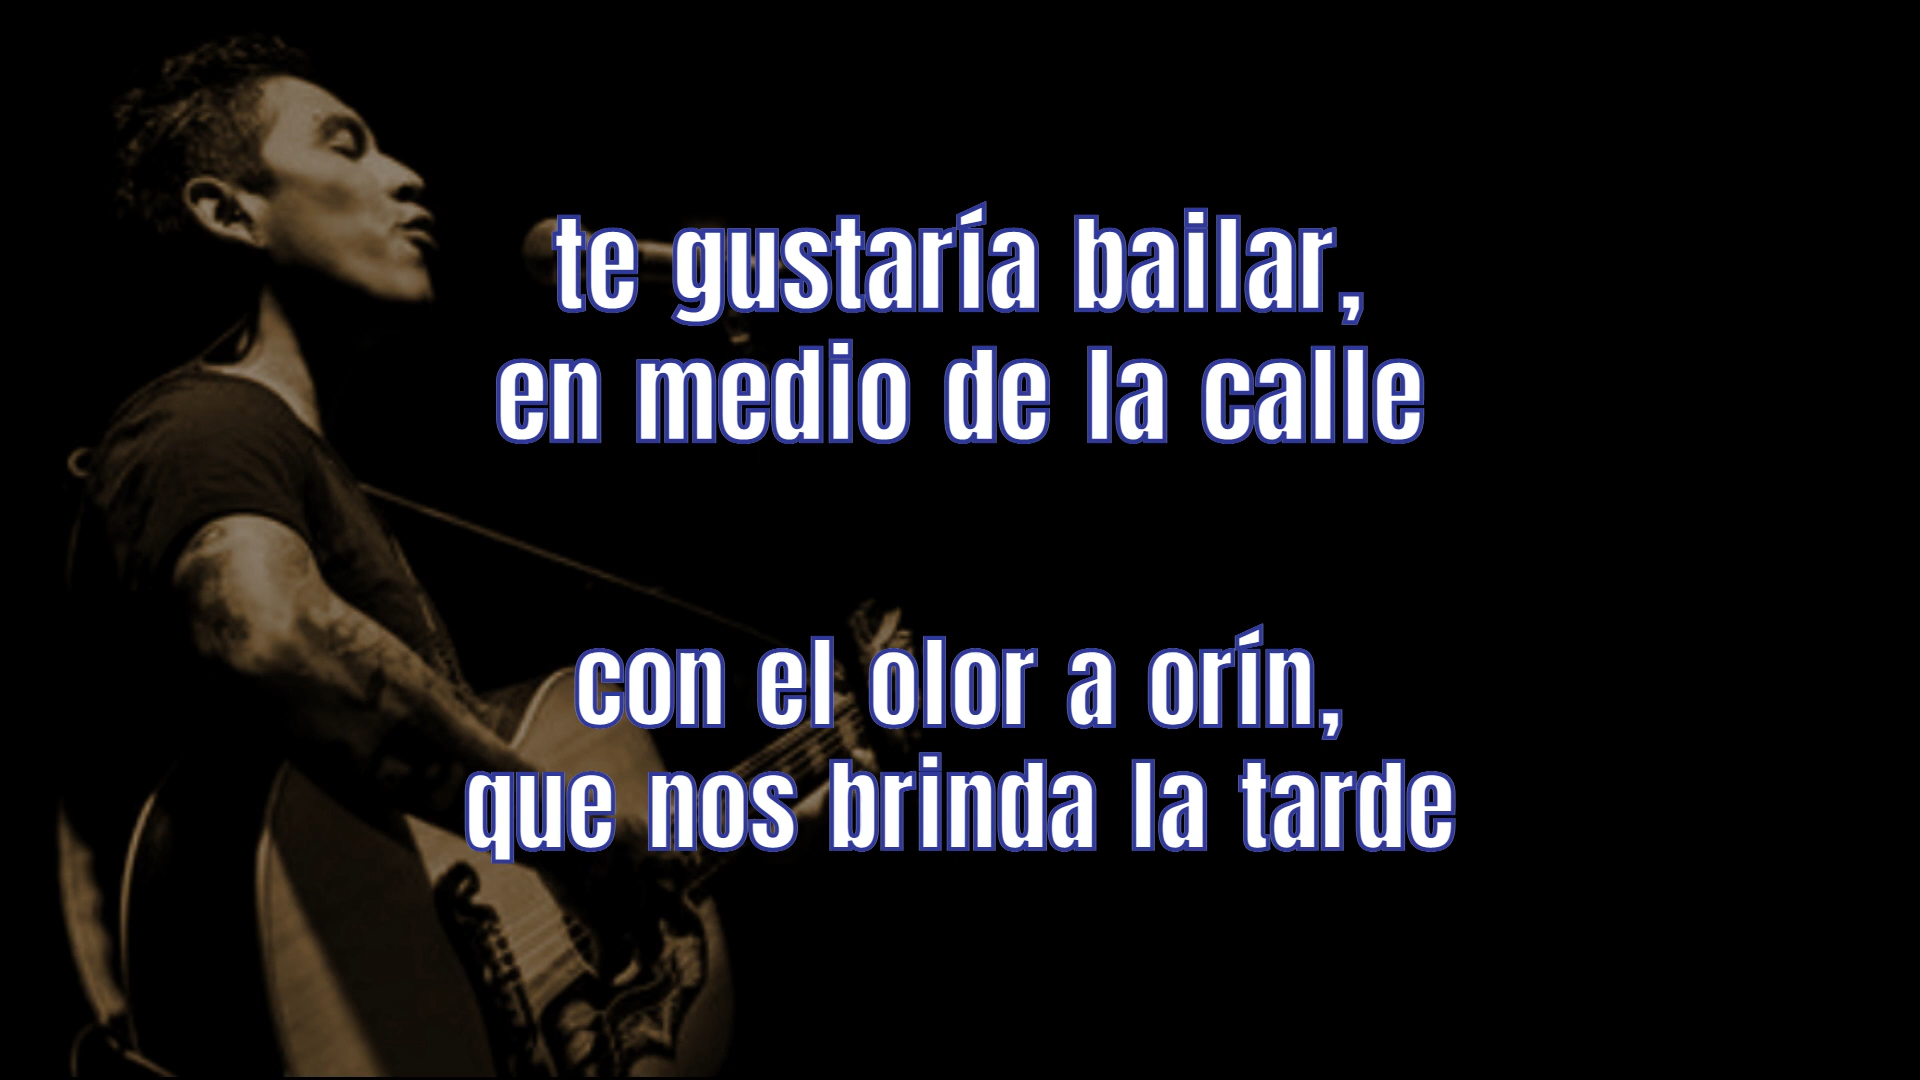 te gustaría bailar,
en medio de la calle
con el olor a orín,
que nos brinda la tarde